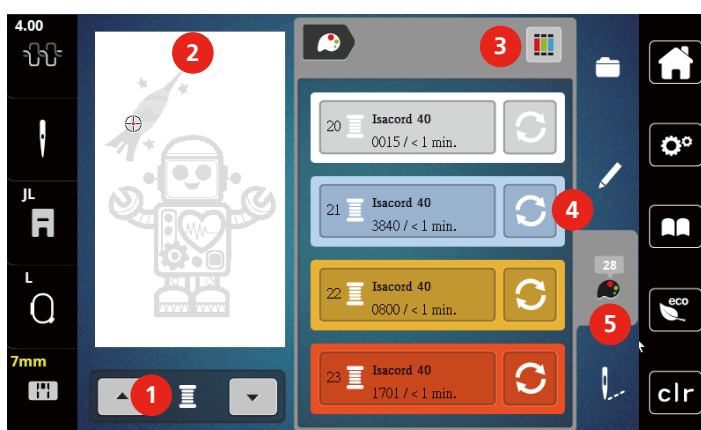 4.00
2
3
20 Isacord 40
0015 / < 1 min.
JL
21 Isacord 40
3840 / < 1 min.
4
28
L
22 Isacord 40
0800 / < 1 min.
eco
5
7mm
23 Isacord 40
1701 / < 1 min.
1
clr